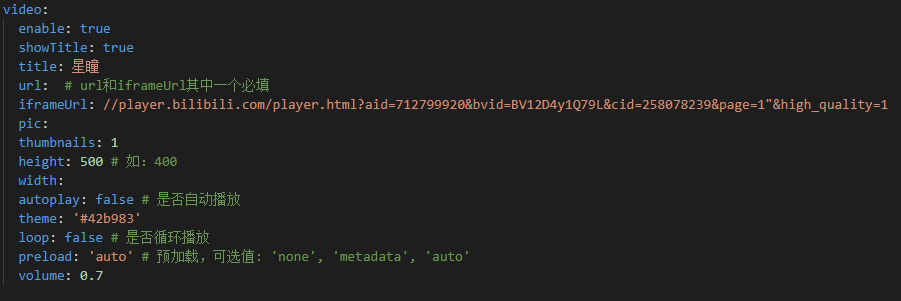 video:
enable: true
showTitle: true
title: 星瞳
url:  # url和iframeUrl其中一个必填
iframeUrl: //player.bilibili.com/player.html?aid=712799920&bvid=BV12D4y1Q79L&cid=258078239&page=1"&high_quality=1
pic:
thumbnails: 1
height: 500 # 如: 400
width:
autoplay: false # 是否自动播放
theme: '#42b983'
loop: false # 是否循环播放
preload: 'auto' # 预加载，可选值: 'none', 'metadata', 'auto'
volume: 0.7